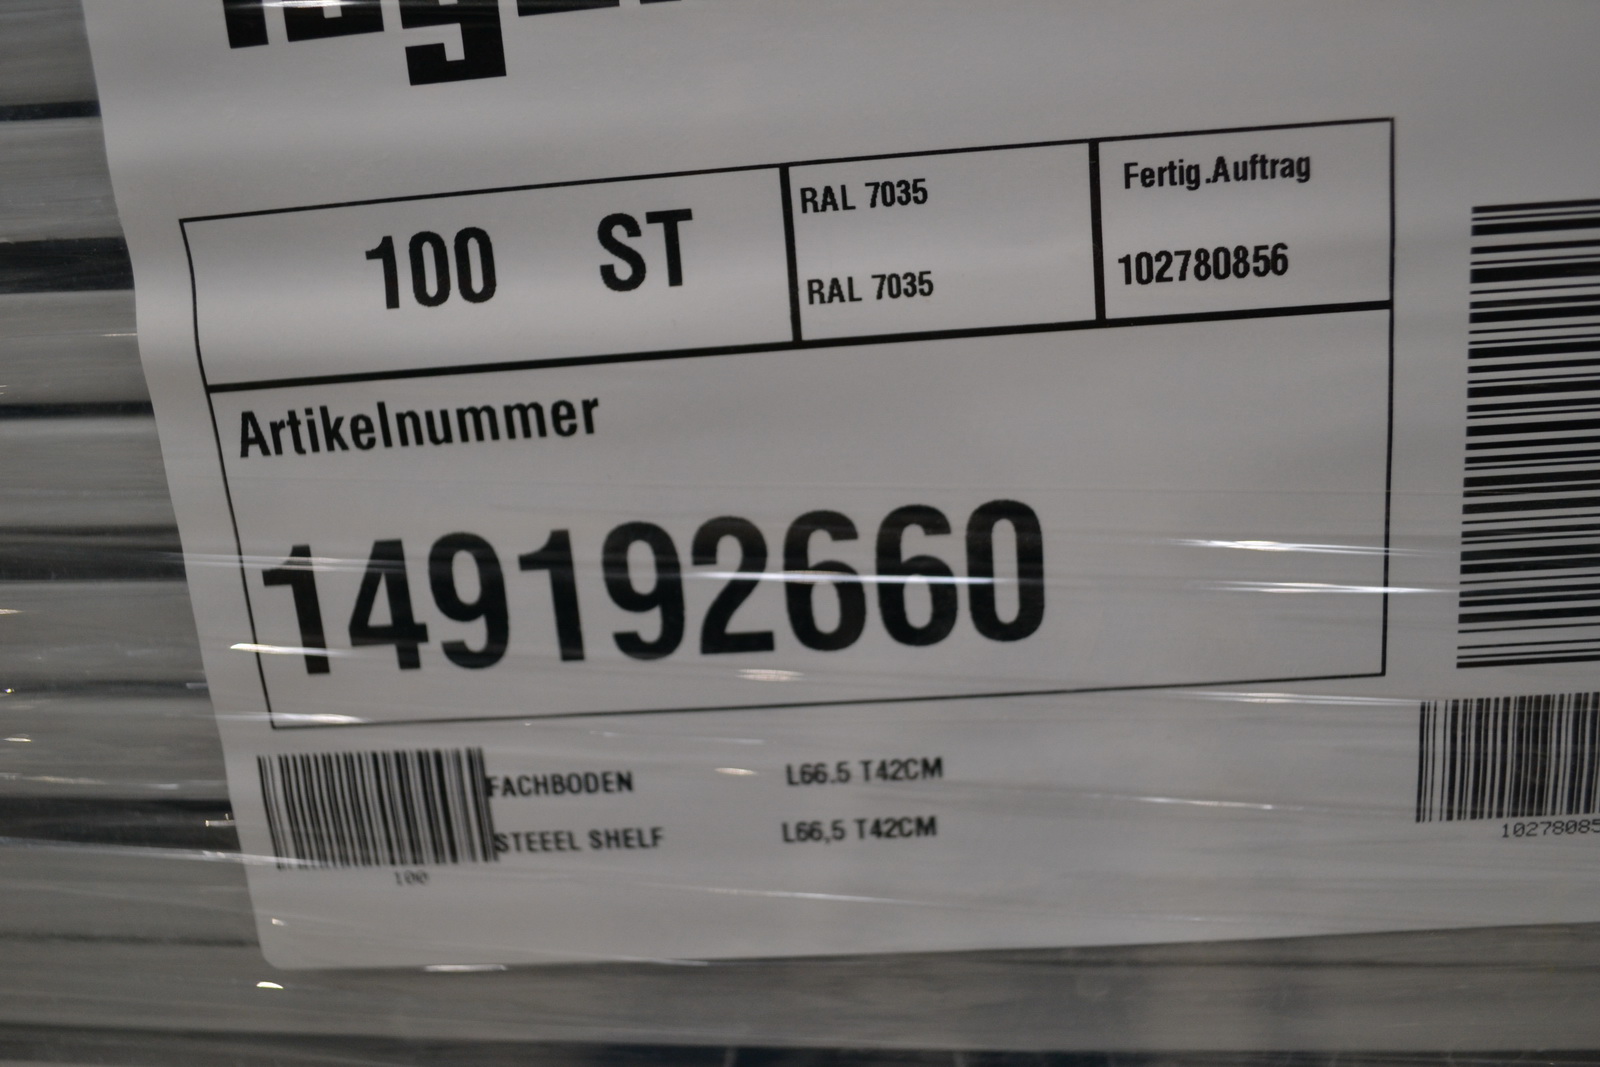 100 ST
RAL 7035
RAL 7035
Fertig.Auftrag
102780856
Artikelnummer
149192660
FACHBODEN L66.5 T42CM
STEEEL SHELF L66,5 T42CM
100
10278085